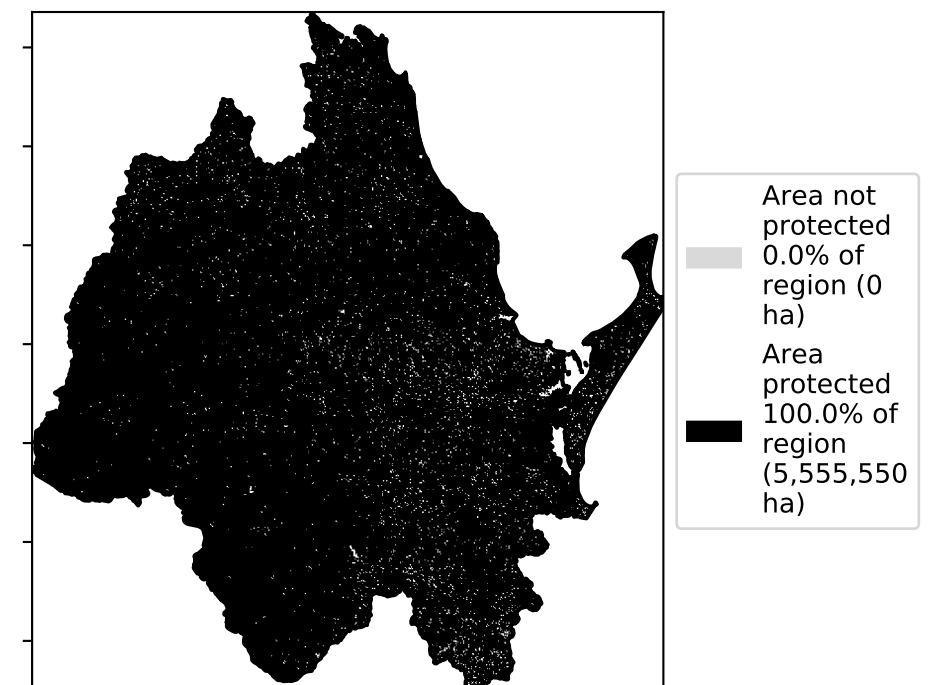 Area not
protected
0.0% of
region (0
ha)
Area
protected
100.0% of
region
(5,555,550
ha)